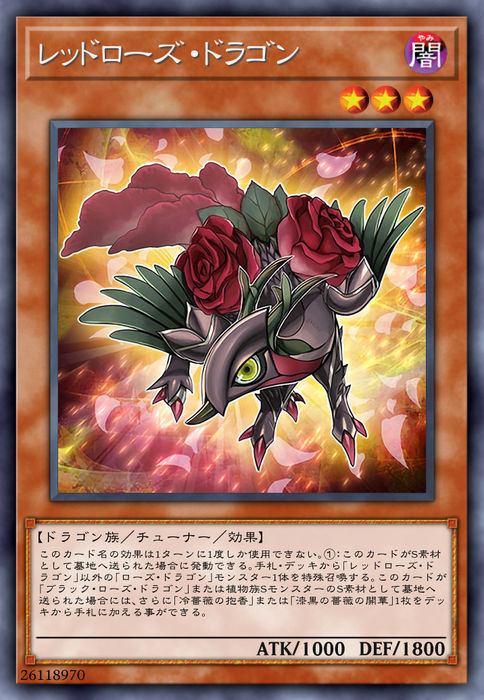 レッドローズ・ドラゴン
やみ
闇
【ドラゴン族／チューナー／効果】
このカード名の効果は1ターンに1度しか使用できない。①：このカードがS素材
として墓地へ送られた場合に発動できる。手札・デッキから「レッドローズ・ド
ラゴン」以外の「ローズ・ドラゴン」モンスター1体を特殊召喚する。このカードが
「ブラック・ローズ・ドラゴン」または植物族SモンスターのS素材として墓地へ
送られた場合には、さらに「冷薔薇の抱香」または「漆黒の薔薇の開華」1枚をデッ
キから手札に加える事ができる。
ATK/1000 DEF/1800
26118970